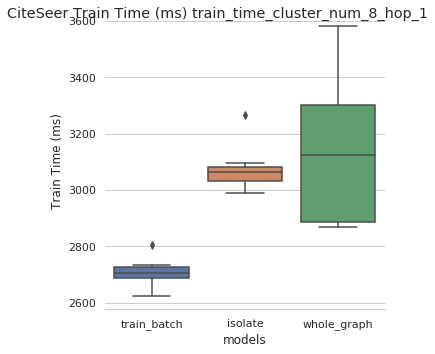 CiteSeer Train Time (ms) train_time_cluster_num_8_hop_1
3600
3400
3200
3000
2800
2600
Train Time (ms)
train_batch isolate whole_graph
models